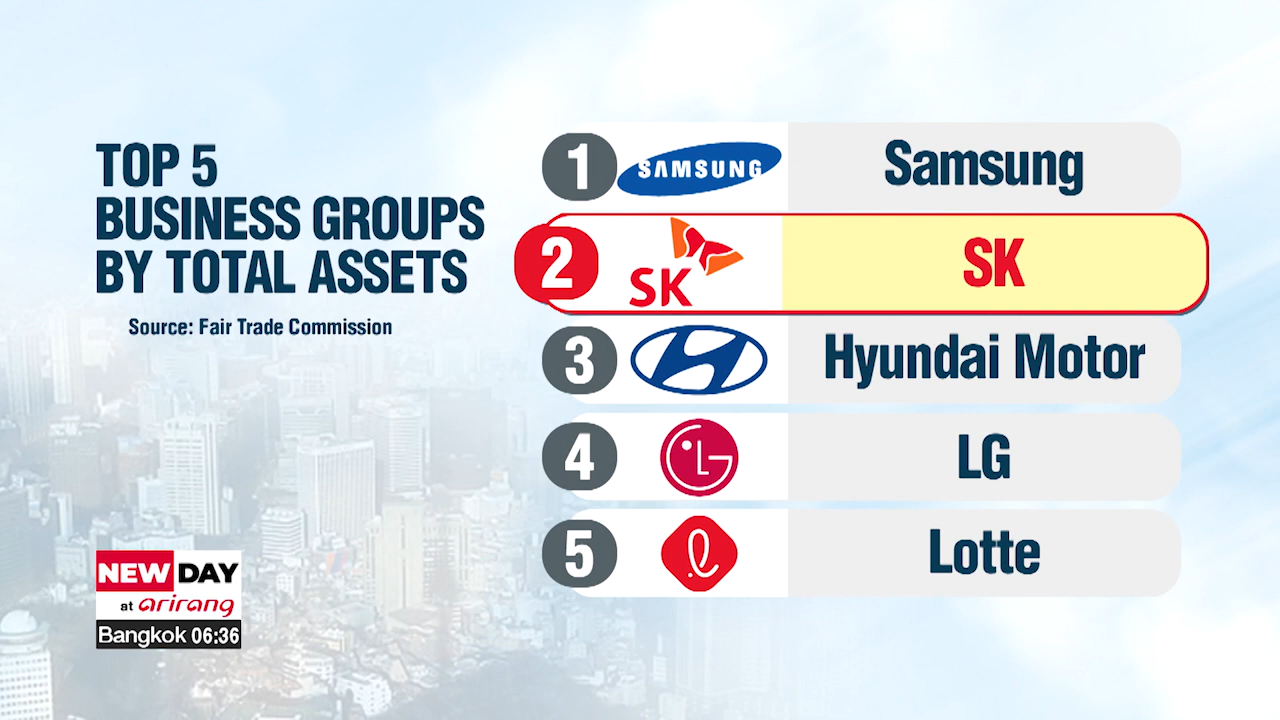 TOP 5
BUSINESS GROUPS
BY TOTAL ASSETS
Source: Fair Trade Commission
1 SAMSUNG Samsung
2 SK SK
3 Hyundai Motor
4 LG LG
5 Lotte
NEW DAY
at arirang
Bangkok 06:36